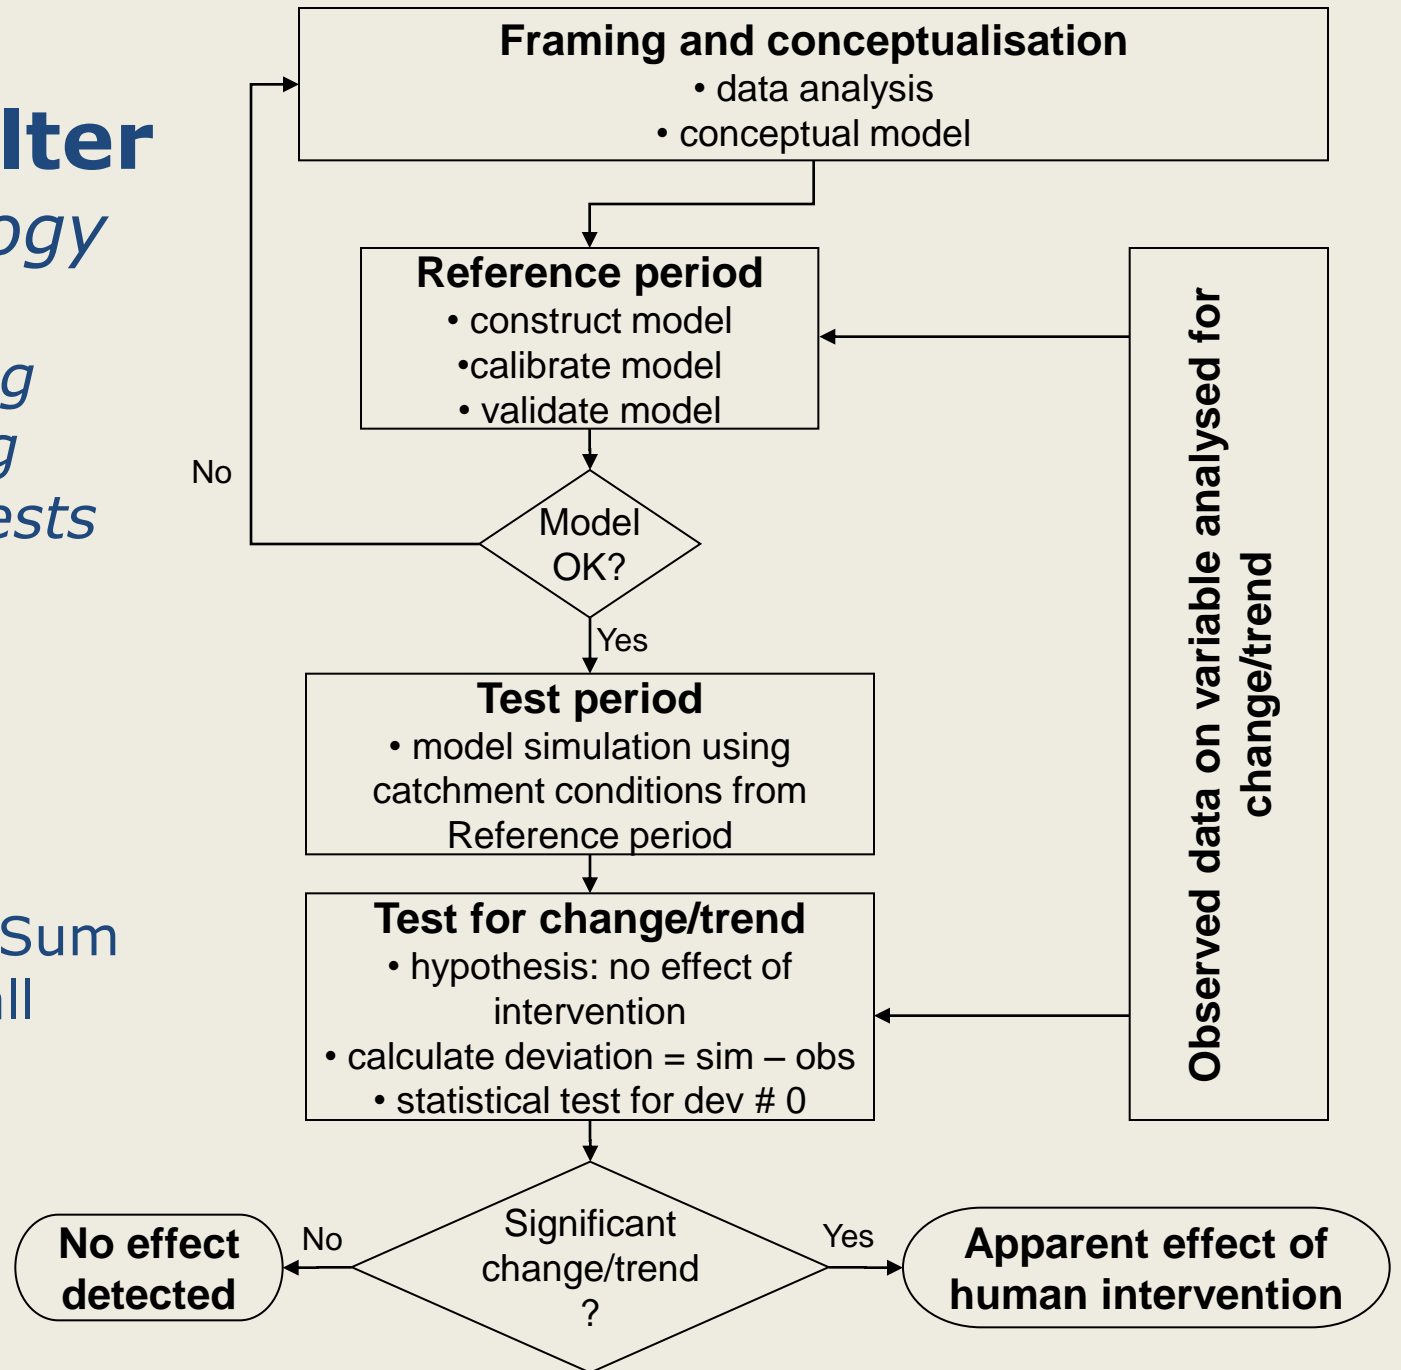 lter
ogy
g
g
ests
Sum
all
Framing and conceptualisation
• data analysis
• conceptual model
Reference period
• construct model
•calibrate model
• validate model
No
Model
OK?
Yes
Test period
• model simulation using
catchment conditions from
Reference period
Test for change/trend
• hypothesis: no effect of
intervention
• calculate deviation = sim – obs
• statistical test for dev # 0
Observed data on variable analysed for
change/trend
Significant
change/trend
?
No
No effect
detected
Yes
Apparent effect of
human intervention